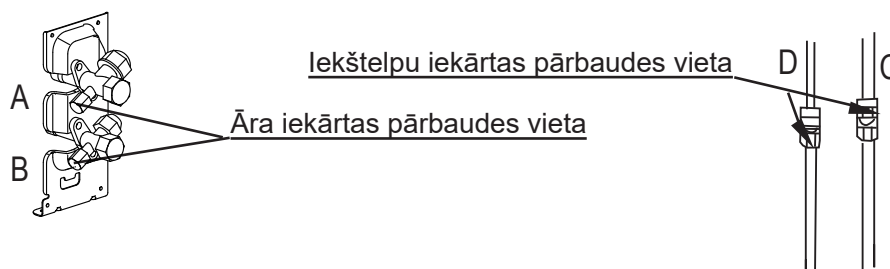 Iekštelpu iekārtas pārbaudes vieta
D
C
A
Āra iekārtas pārbaudes vieta
B